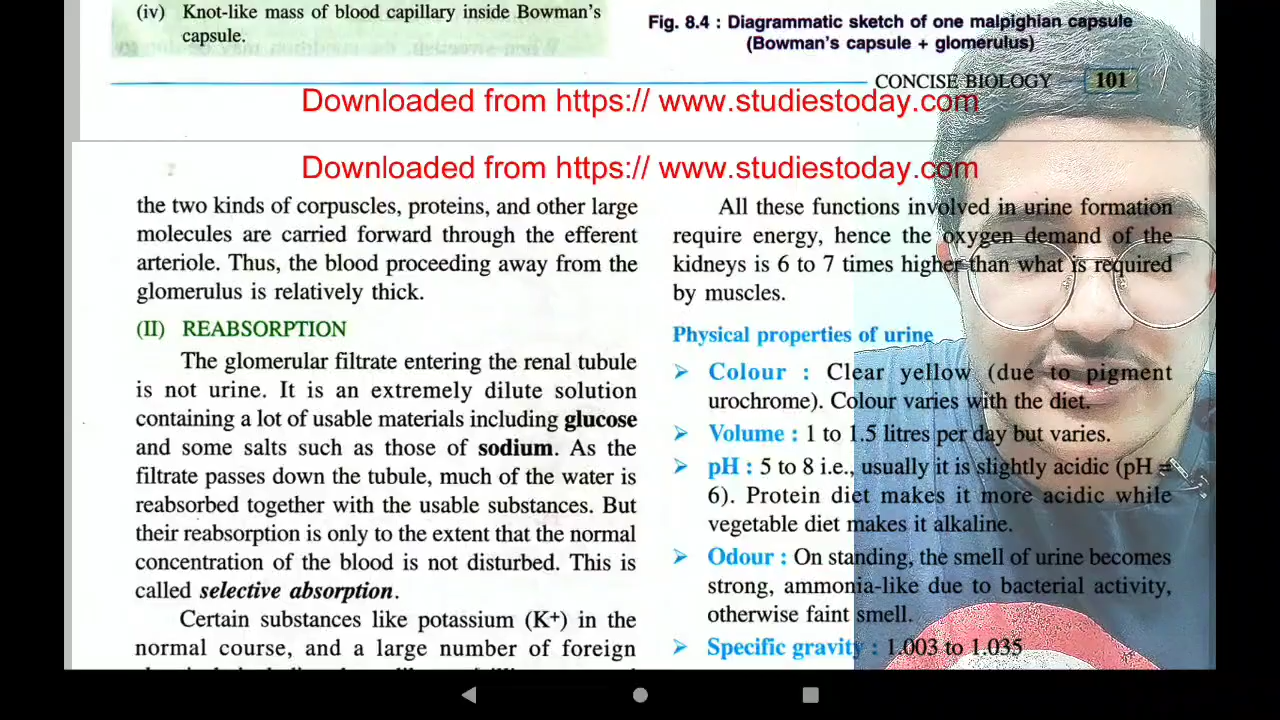 (iv) Knot-like mass of blood capillary inside Bowman's
capsule.
Fig. 8.4 : Diagrammatic sketch of one malpighian capsule
(Bowman's capsule + glomerulus)
CONCISE BIOLOGY 101
Downloaded from https:// www.studiestoday.com
Downloaded from https:// www.studiestoday.com
the two kinds of corpuscles, proteins, and other large
molecules are carried forward through the efferent
arteriole. Thus, the blood proceeding away from the
glomerulus is relatively thick.
(II) REABSORPTION
The glomerular filtrate entering the renal tubule
is not urine. It is an extremely dilute solution
containing a lot of usable materials including glucose
and some salts such as those of sodium. As the
filtrate passes down the tubule, much of the water is
reabsorbed together with the usable substances. But
their reabsorption is only to the extent that the normal
concentration of the blood is not disturbed. This is
called selective absorption.
Certain substances like potassium (K+) in the
normal course, and a large number of foreign
All these functions involved in urine formation
require energy, hence the oxygen demand of the
kidneys is 6 to 7 times higher than what is required
by muscles.
Physical properties of urine
➢ Colour : Clear yellow (due to pigment
urochrome). Colour varies with the diet.
➢ Volume : 1 to 1.5 litres per day but varies.
➢ pH : 5 to 8 i.e., usually it is slightly acidic (pH =
6). Protein diet makes it more acidic while
vegetable diet makes it alkaline.
➢ Odour : On standing, the smell of urine becomes
strong, ammonia-like due to bacterial activity,
otherwise faint smell.
➢ Specific gravity : 1.003 to 1.035